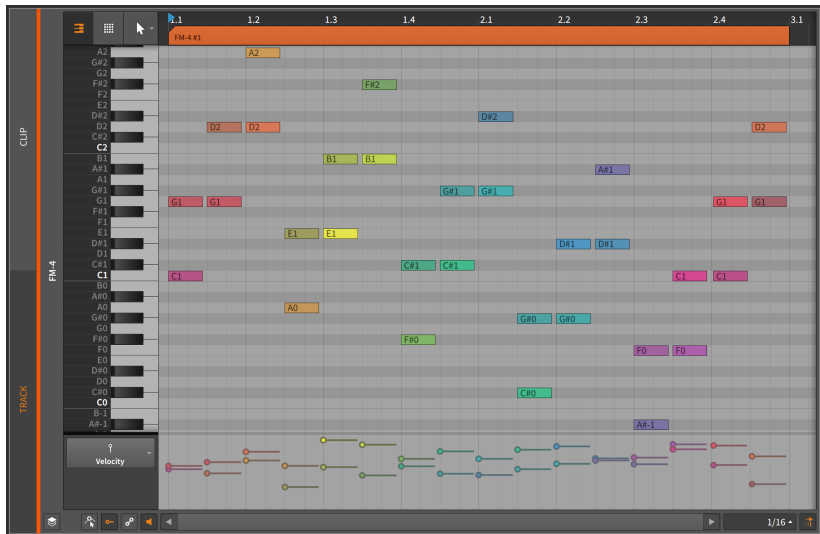 1.1 1.2 1.3 1.4 2.1 2.2 2.3 2.4 3.1
FM-4 #1
CLIP
TRACK
FM-4
A2 A2
G#2
G2
F#2 F#2
F2
E2
D#2 D#2
D2 D2 D2 D2
C#2
C2
B1 B1 B1
A#1 A#1
A1
G#1 G#1 G#1
G1 G1 G1 G1 G1
F#1
F1
E1 E1 E1
D#1 D#1 D#1
D1
C#1 C#1 C#1
C1 C1 C1 C1
B0
A#0
A0 A0
G#0 G#0 G#0
G0
F#0 F#0
F0 F0 F0
E0
D#0
D0
C#0 C#0
C0
B-1
A#-1 A#-1
Velocity
1/16